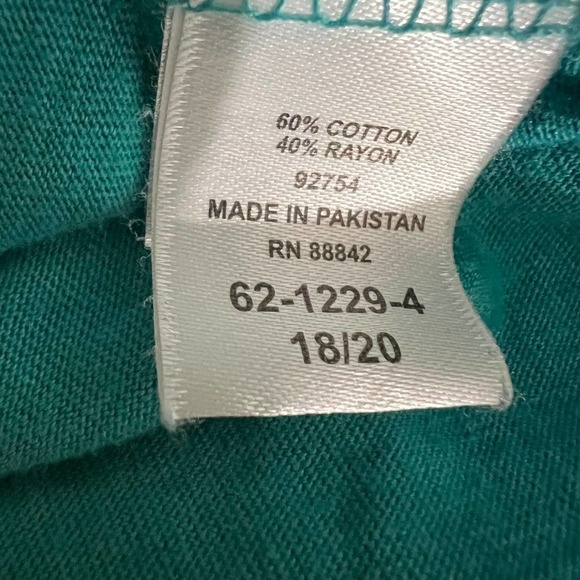 60% COTTON
40% RAYON
92754
MADE IN PAKISTAN
RN 88842
62-1229-4
18/20